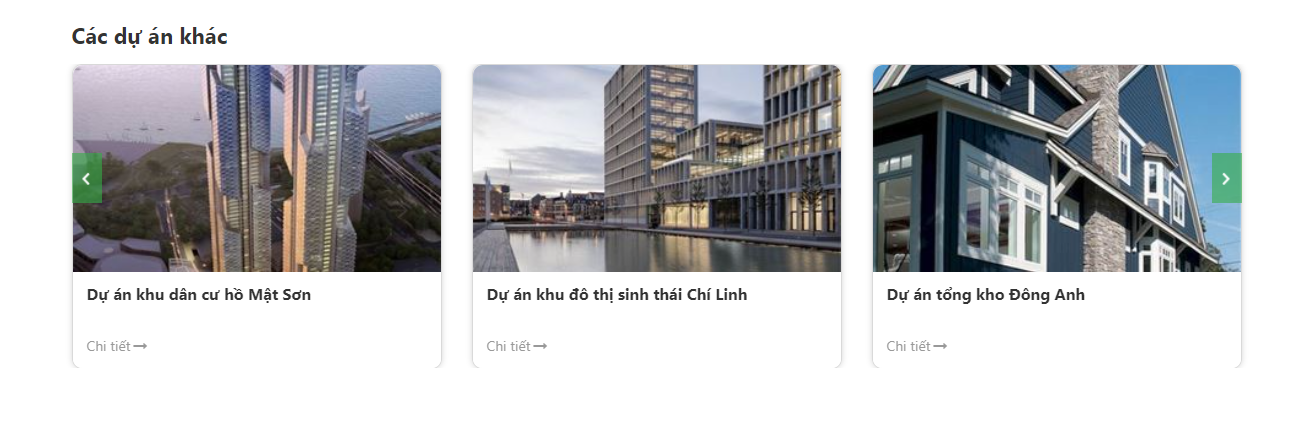 Các dự án khác
Dự án khu dân cư hồ Mật Sơn
Dự án khu đô thị sinh thái Chí Linh
Dự án tổng kho Đông Anh
Chi tiết
Chi tiết
Chi tiết